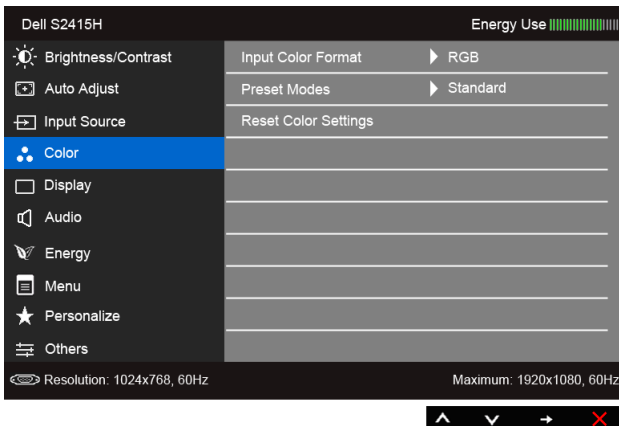 Dell S2415H Energy Use
Brightness/Contrast Input Color Format RGB
Auto Adjust Preset Modes Standard
Input Source Reset Color Settings
Color
Display
Audio
Energy
Menu
Personalize
Others
Resolution: 1024x768, 60Hz Maximum: 1920x1080, 60Hz